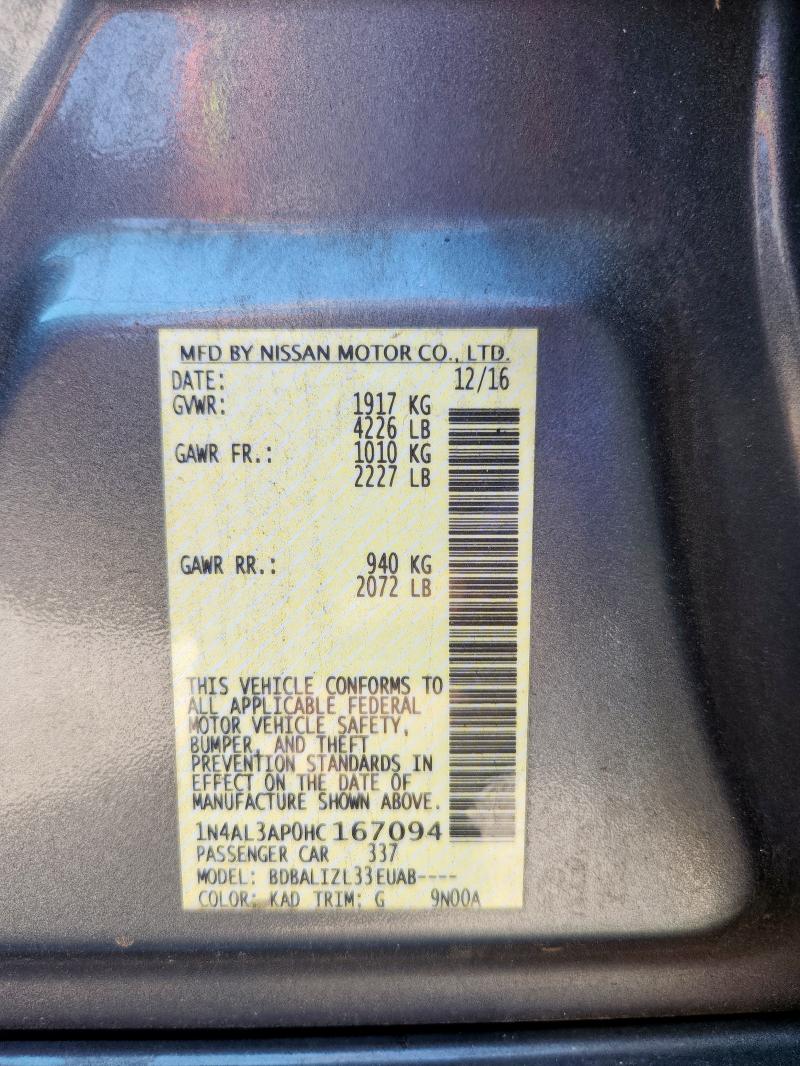 MFD BY NISSAN MOTOR CO., LTD.
DATE: 12/16
GVWR: 1917 KG
4226 LB
GAWR FR.: 1010 KG
2227 LB
GAWR RR.: 940 KG
2072 LB
THIS VEHICLE CONFORMS TO
ALL APPLICABLE FEDERAL
MOTOR VEHICLE SAFETY,
BUMPER, AND THEFT
PREVENTION STANDARDS IN
EFFECT ON THE DATE OF
MANUFACTURE SHOWN ABOVE.
1N4AL3AP0HC167094
PASSENGER CAR 337
MODEL: BDBALIZL33EUAB----
COLOR: KAD TRIM: G 9N00A